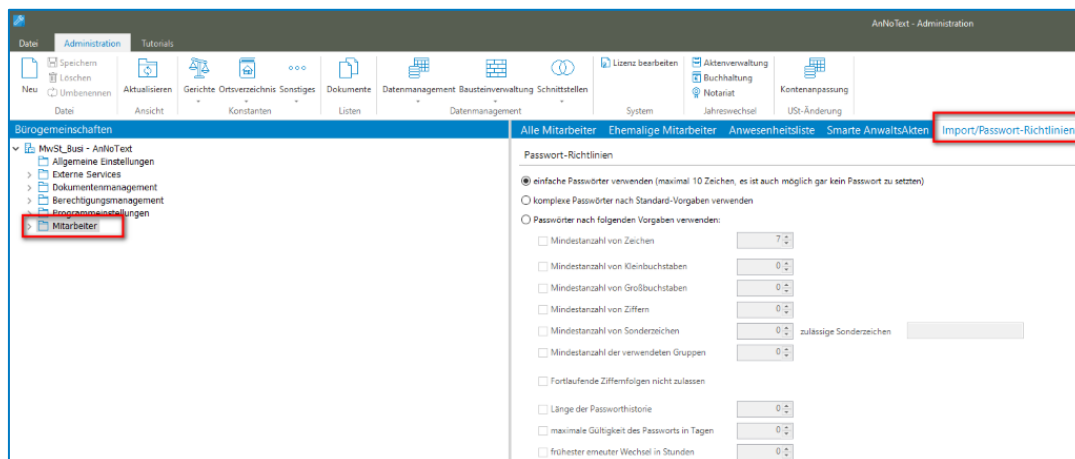 AnNoText - Administration
Datei Administration Tutorials
Neu
Speichern
Löschen
Umbenennen
Datei
Aktualisieren
Ansicht
Gerichte Ortsverzeichnis Sonstiges
Konstanten
Dokumente
Listen
Datenmanagement Bausteinverwaltung Schnittstellen
Datenmanagement
Lizenz bearbeiten
System
Aktenverwaltung
Buchhaltung
Notariat
Jahreswechsel
Kontenanpassung
USt-Änderung
Bürogemeinschaften
MwSt_Busi - AnNoText
Allgemeine Einstellungen
Externe Services
Dokumentenmanagement
Berechtigungsmanagement
Programmeinstellungen
Mitarbeiter
Alle Mitarbeiter Ehemalige Mitarbeiter Anwesenheitsliste Smarte AnwaltsAkten Import/Passwort-Richtlinien
Passwort-Richtlinien
einfache Passwörter verwenden (maximal 10 Zeichen, es ist auch möglich gar kein Passwort zu setzten)
komplexe Passwörter nach Standard-Vorgaben verwenden
Passwörter nach folgenden Vorgaben verwenden:
Mindestanzahl von Zeichen 7
Mindestanzahl von Kleinbuchstaben 0
Mindestanzahl von Großbuchstaben 0
Mindestanzahl von Ziffern 0
Mindestanzahl von Sonderzeichen 0 zulässige Sonderzeichen
Mindestanzahl der verwendeten Gruppen 0
Fortlaufende Ziffernfolgen nicht zulassen
Länge der Passworthistorie 0
maximale Gültigkeit des Passworts in Tagen 0
frühester erneuter Wechsel in Stunden 0